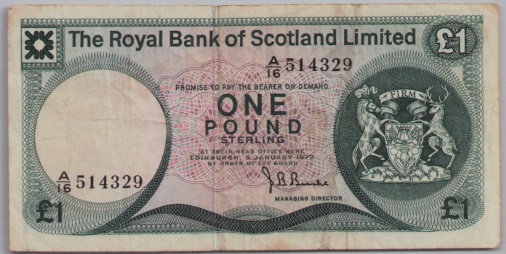 The Royal Bank of Scotland Limited £1
A/16 514329
PROMISE TO PAY THE BEARER ON DEMAND
ONE
POUND
STERLING
AT THEIR HEAD OFFICE HERE
EDINBURGH, 5 JANUARY 1972
BY ORDER OF THE BOARD
A/16 514329
J B Burke
MANAGING DIRECTOR
FIRM
£1 £1